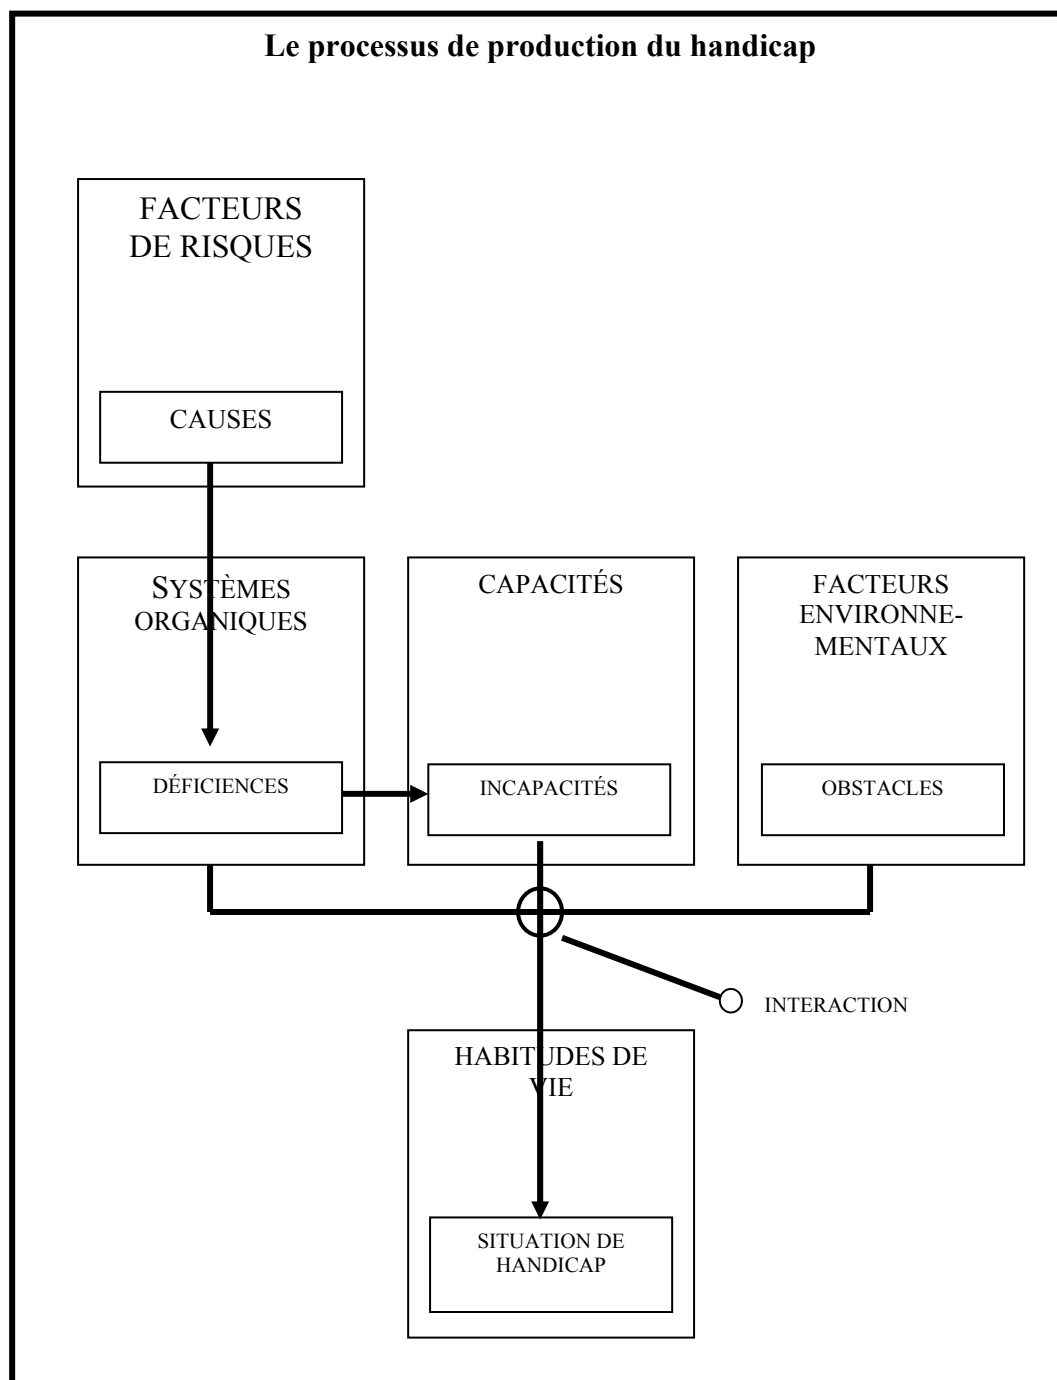 Le processus de production du handicap
FACTEURS
DE RISQUES
CAUSES
SYSTÈMES
ORGANIQUES
DÉFICIENCES
CAPACITÉS
INCAPACITÉS
FACTEURS
ENVIRONNE-
MENTAUX
OBSTACLES
INTERACTION
HABITUDES DE
VIE
SITUATION DE
HANDICAP